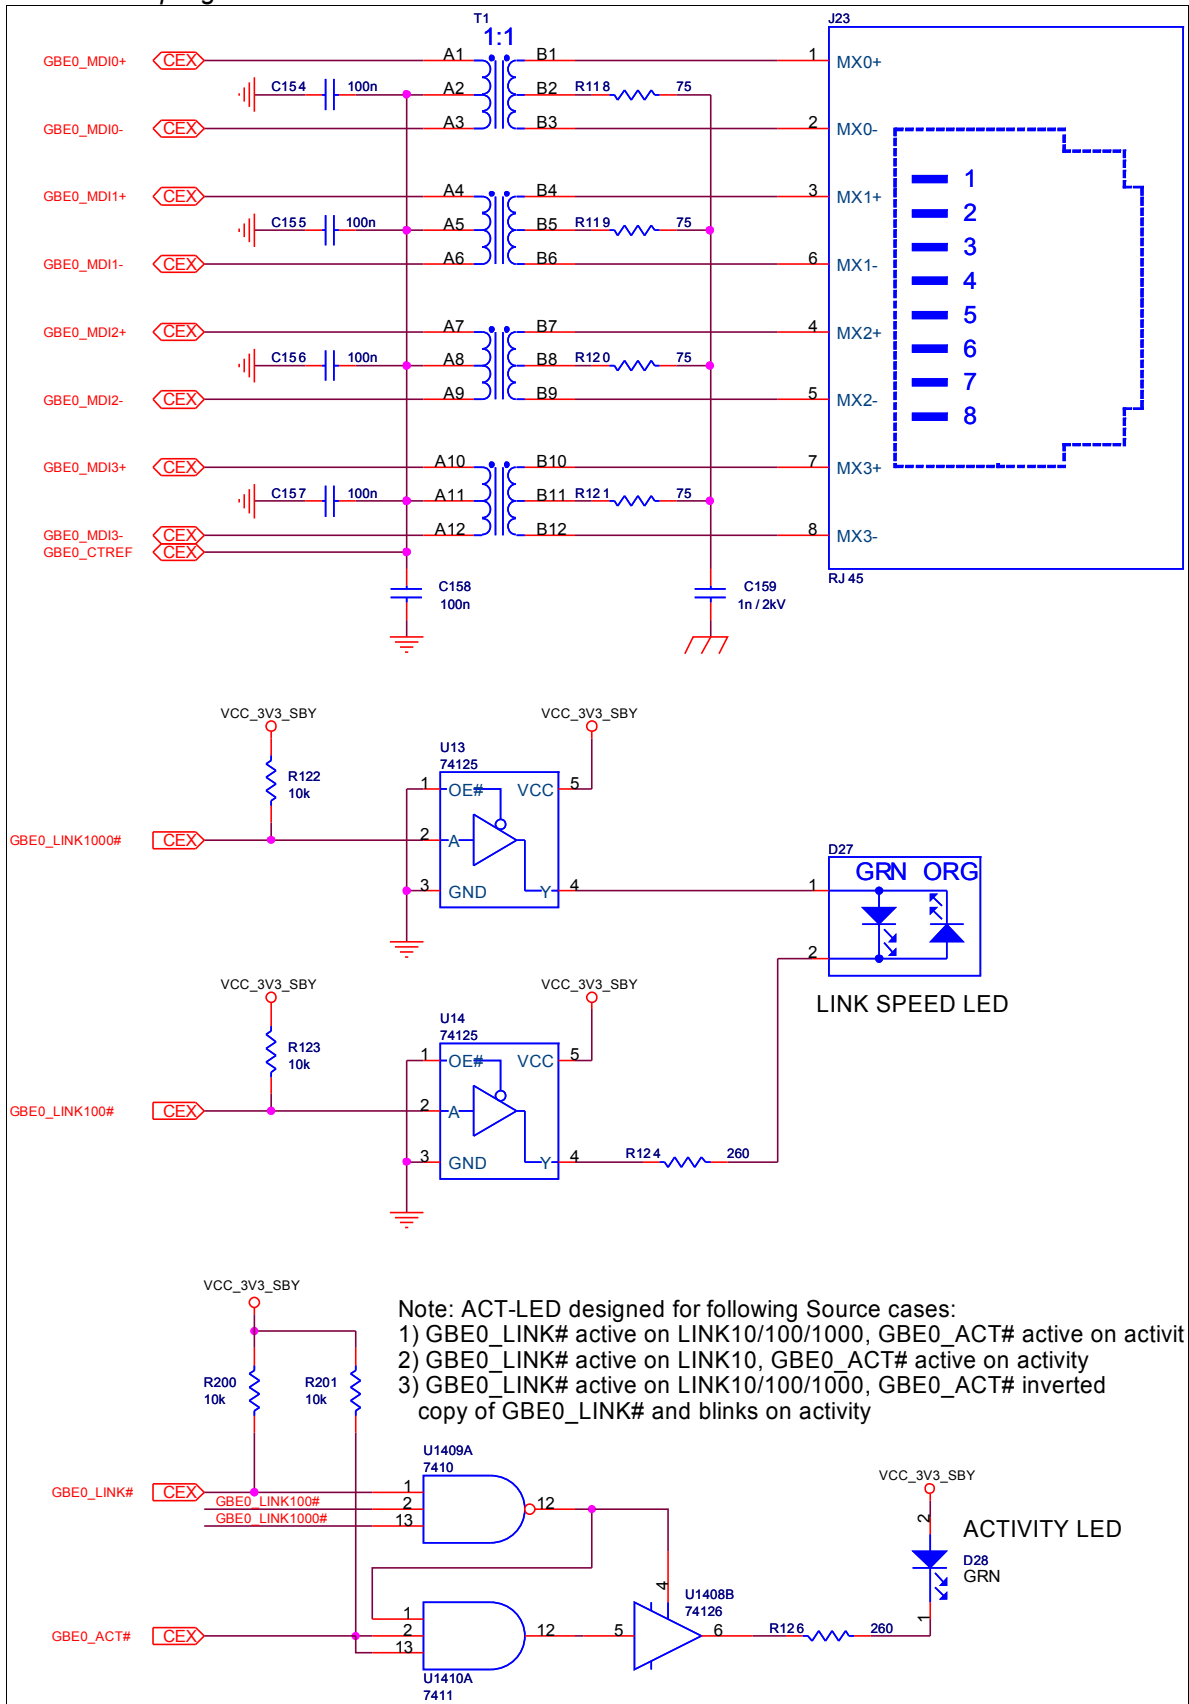 T1
1:1
J23
GBE0_MDI0+ CEX A1 B1 1 MX0+
C154 100n A2 B2 R118 75
GBE0_MDI0- CEX A3 B3 2 MX0-
1
GBE0_MDI1+ CEX A4 B4 3 MX1+
2
C155 100n A5 B5 R119 75
3
GBE0_MDI1- CEX A6 B6 6 MX1-
4
5
GBE0_MDI2+ CEX A7 B7 4 MX2+
6
C156 100n A8 B8 R120 75
7
GBE0_MDI2- CEX A9 B9 5 MX2-
8
GBE0_MDI3+ CEX A10 B10 7 MX3+
C157 100n A11 B11 R121 75
GBE0_MDI3- CEX A12 B12 8 MX3-
GBE0_CTREF CEX
RJ45
C158
100n
C159
1n / 2kV
VCC_3V3_SBY
VCC_3V3_SBY
U13
74125
R122
10k
1 OE# VCC 5
GBE0_LINK1000# CEX 2 A
3 GND Y 4
D27
GRN ORG
1
2
LINK SPEED LED
VCC_3V3_SBY
VCC_3V3_SBY
U14
74125
R123
10k
1 OE# VCC 5
GBE0_LINK100# CEX 2 A
3 GND Y 4
R124 260
VCC_3V3_SBY
Note: ACT-LED designed for following Source cases:
1) GBE0_LINK# active on LINK10/100/1000, GBE0_ACT# active on activit
2) GBE0_LINK# active on LINK10, GBE0_ACT# active on activity
3) GBE0_LINK# active on LINK10/100/1000, GBE0_ACT# inverted
copy of GBE0_LINK# and blinks on activity
R200
10k
R201
10k
U1409A
7410
GBE0_LINK# CEX 1
GBE0_LINK100# 2 12
GBE0_LINK1000# 13
VCC_3V3_SBY
2
ACTIVITY LED
D28
GRN
1
4
U1408B
74126
1
GBE0_ACT# CEX 2 12 5 6 R126 260
13
U1410A
7411